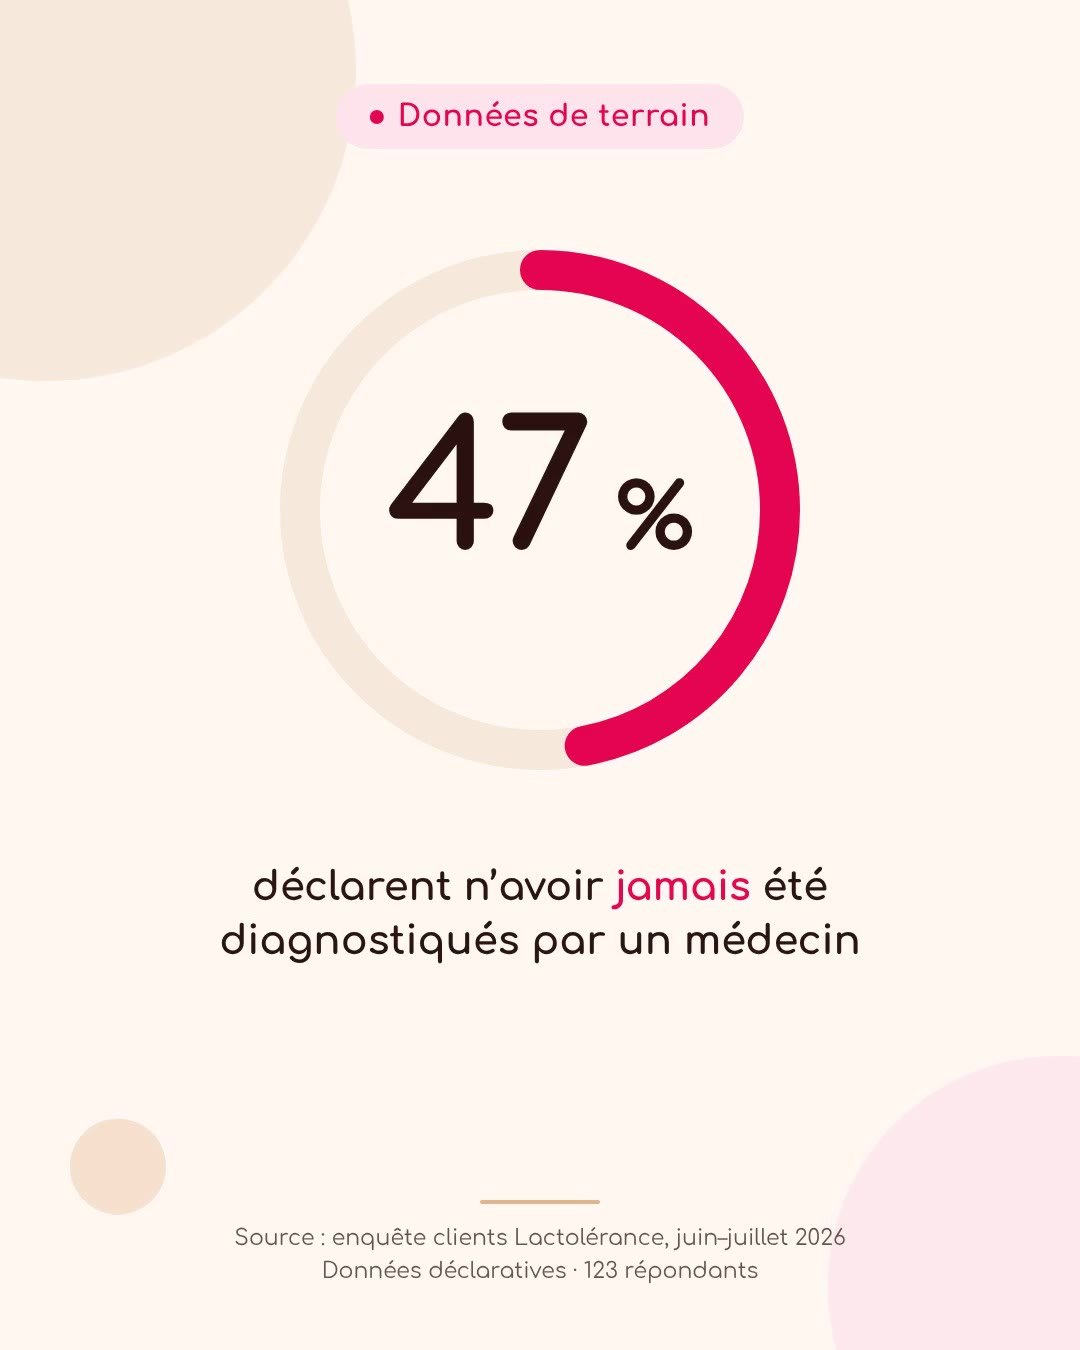 • Données de terrain
47 %
déclarent n’avoir jamais été
diagnostiqués par un médecin
Source : enquête clients Lactolérance, juin–juillet 2026
Données déclaratives · 123 répondants